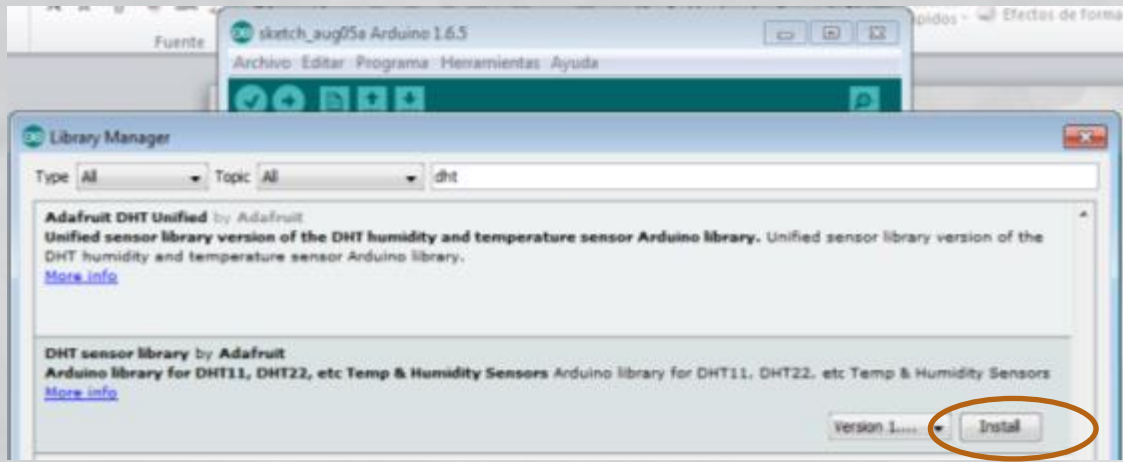 Fuente
pidos
Efectos de forma
sketch_aug05a Arduino 1.6.5
Archivo Editar Programa Herramientas Ayuda
Library Manager
Type All Topic All dht
Adafruit DHT Unified by Adafruit
Unified sensor library version of the DHT humidity and temperature sensor Arduino library. Unified sensor library version of the
DHT humidity and temperature sensor Arduino library.
More info
DHT sensor library by Adafruit
Arduino library for DHT11, DHT22, etc Temp & Humidity Sensors Arduino library for DHT11, DHT22, etc Temp & Humidity Sensors
More info
Version 1.... Install